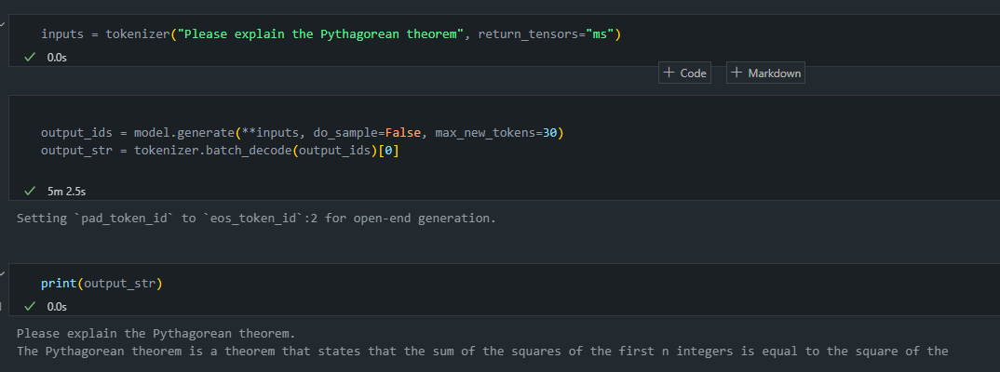 inputs = tokenizer("Please explain the Pythagorean theorem", return_tensors="ms")
0.0s
Code Markdown
output_ids = model.generate(**inputs, do_sample=False, max_new_tokens=30)
output_str = tokenizer.batch_decode(output_ids)[0]
5m 2.5s
Setting `pad_token_id` to `eos_token_id`:2 for open-end generation.
print(output_str)
0.0s
Please explain the Pythagorean theorem.
The Pythagorean theorem is a theorem that states that the sum of the squares of the first n integers is equal to the square of the